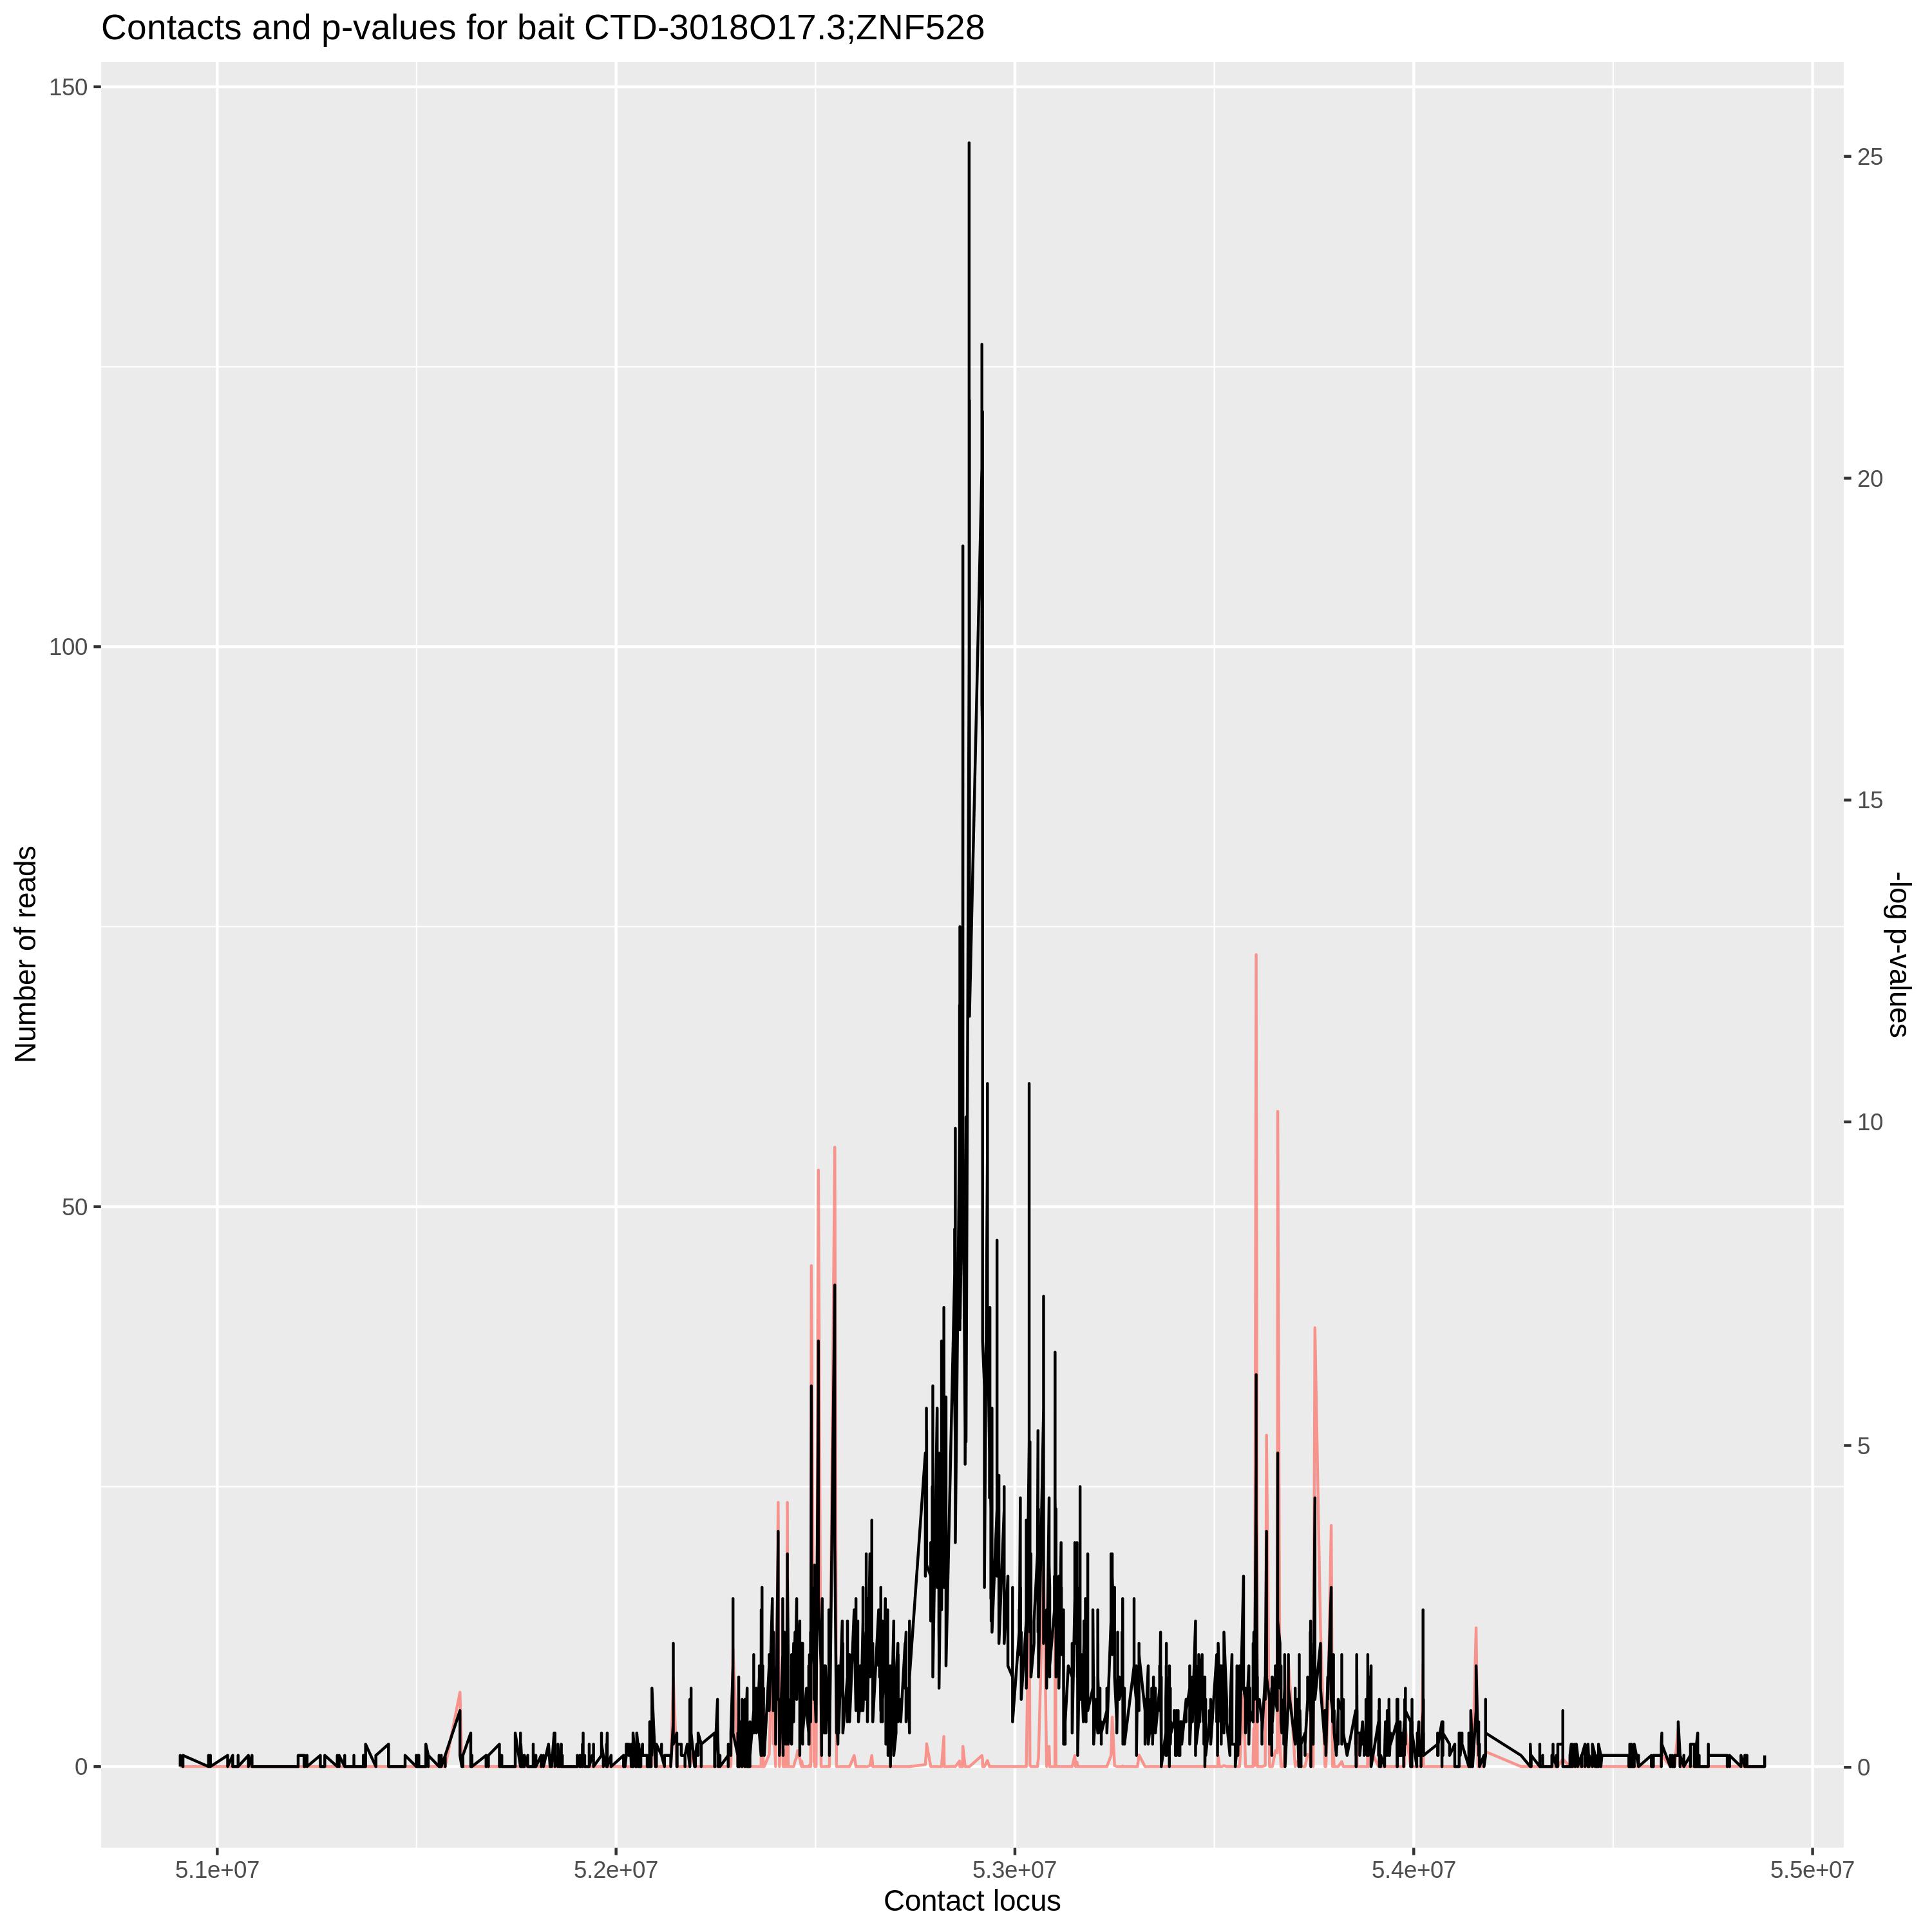 Contacts and p-values for bait CTD-3018O17.3;ZNF528
150
100
50
0
Number of reads
25
20
15
10
5
0
-log p-values
5.1e+07
5.2e+07
5.3e+07
5.4e+07
5.5e+07
Contact locus